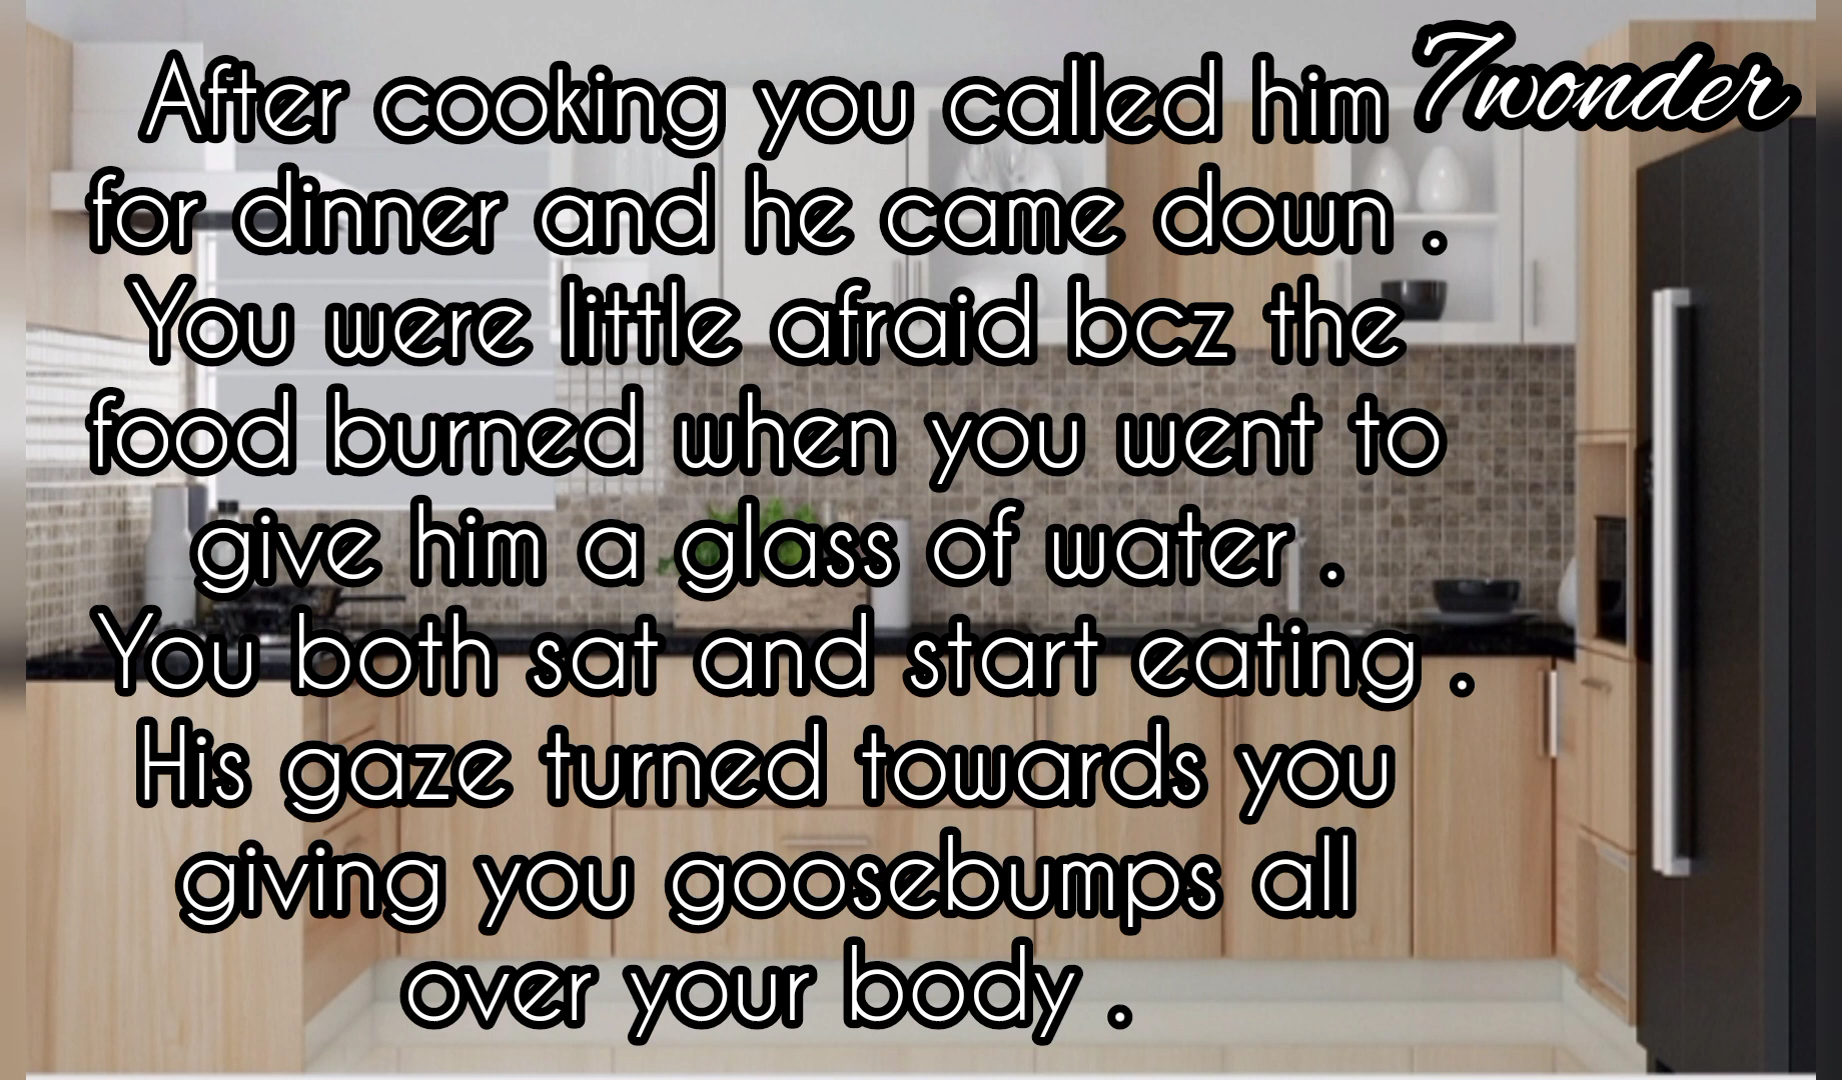 7wonder
After cooking you called him
for dinner and he came down .
You were little afraid bcz the
food burned when you went to
give him a glass of water .
You both sat and start eating .
His gaze turned towards you
giving you goosebumps all
over your body .